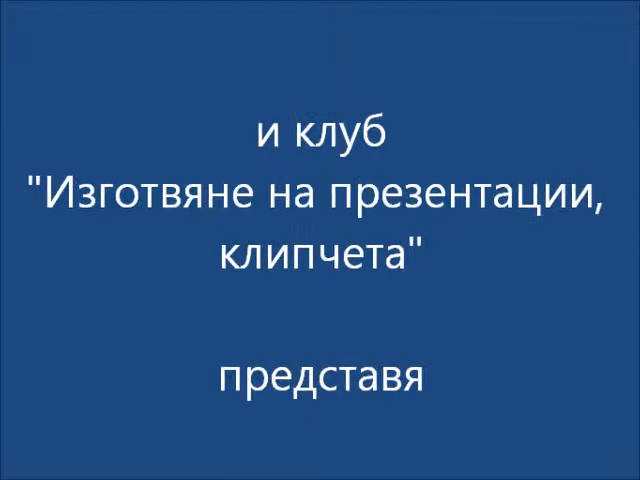 и клуб
"Изготвяне на презентации,
клипчета"
представя